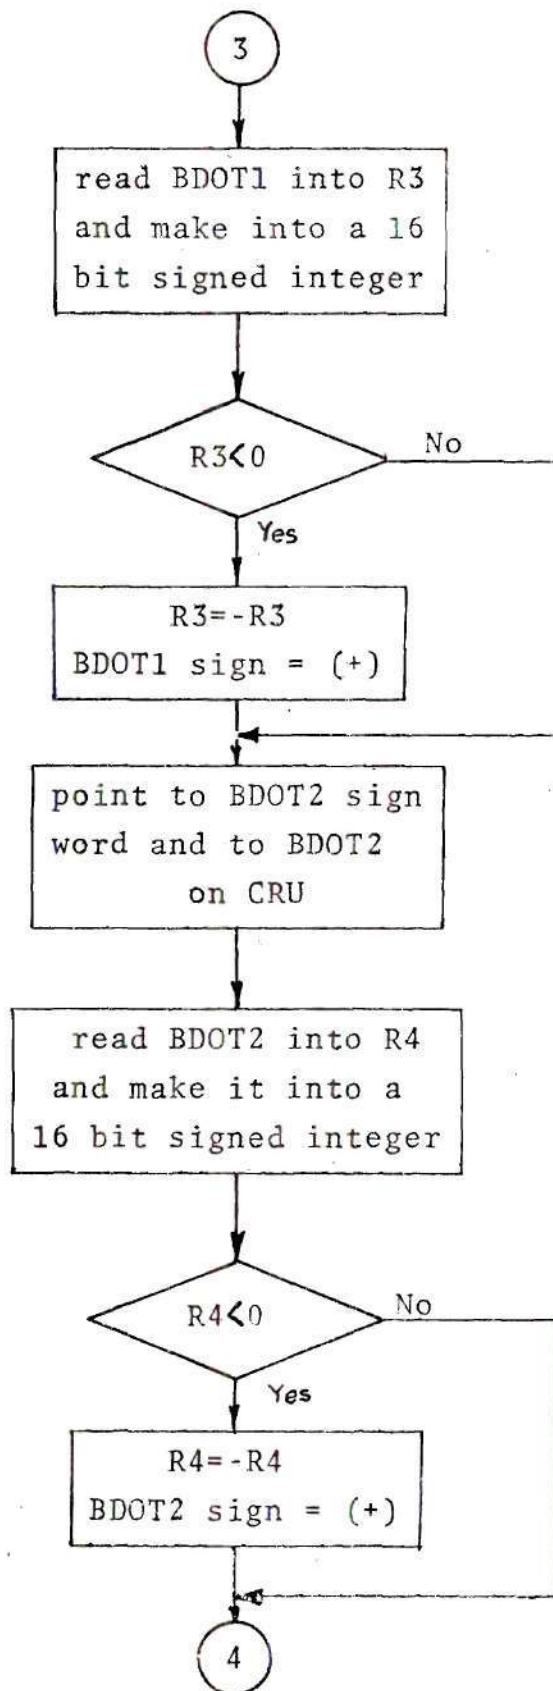 3
read BDOT1 into R3
and make into a 16
bit signed integer
R3<0
No
Yes
R3=-R3
BDOT1 sign = (+)
point to BDOT2 sign
word and to BDOT2
on CRU
read BDOT2 into R4
and make it into a
16 bit signed integer
R4<0
No
Yes
R4=-R4
BDOT2 sign = (+)
4